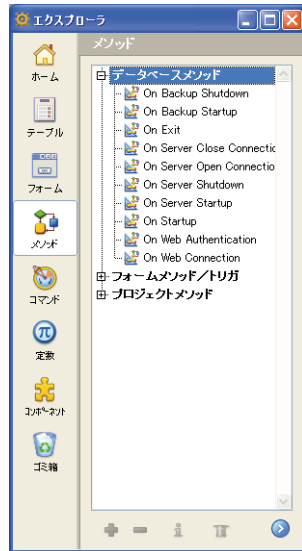 エクスプローラ
メソッド
ホーム
テーブル
フォーム
メソッド
コマンド
定数
コンポーネント
ゴミ箱
データベースメソッド
On Backup Shutdown
On Backup Startup
On Exit
On Server Close Connectic
On Server Open Connectio
On Server Shutdown
On Server Startup
On Startup
On Web Authentication
On Web Connection
フォームメソッド／トリガ
プロジェクトメソッド